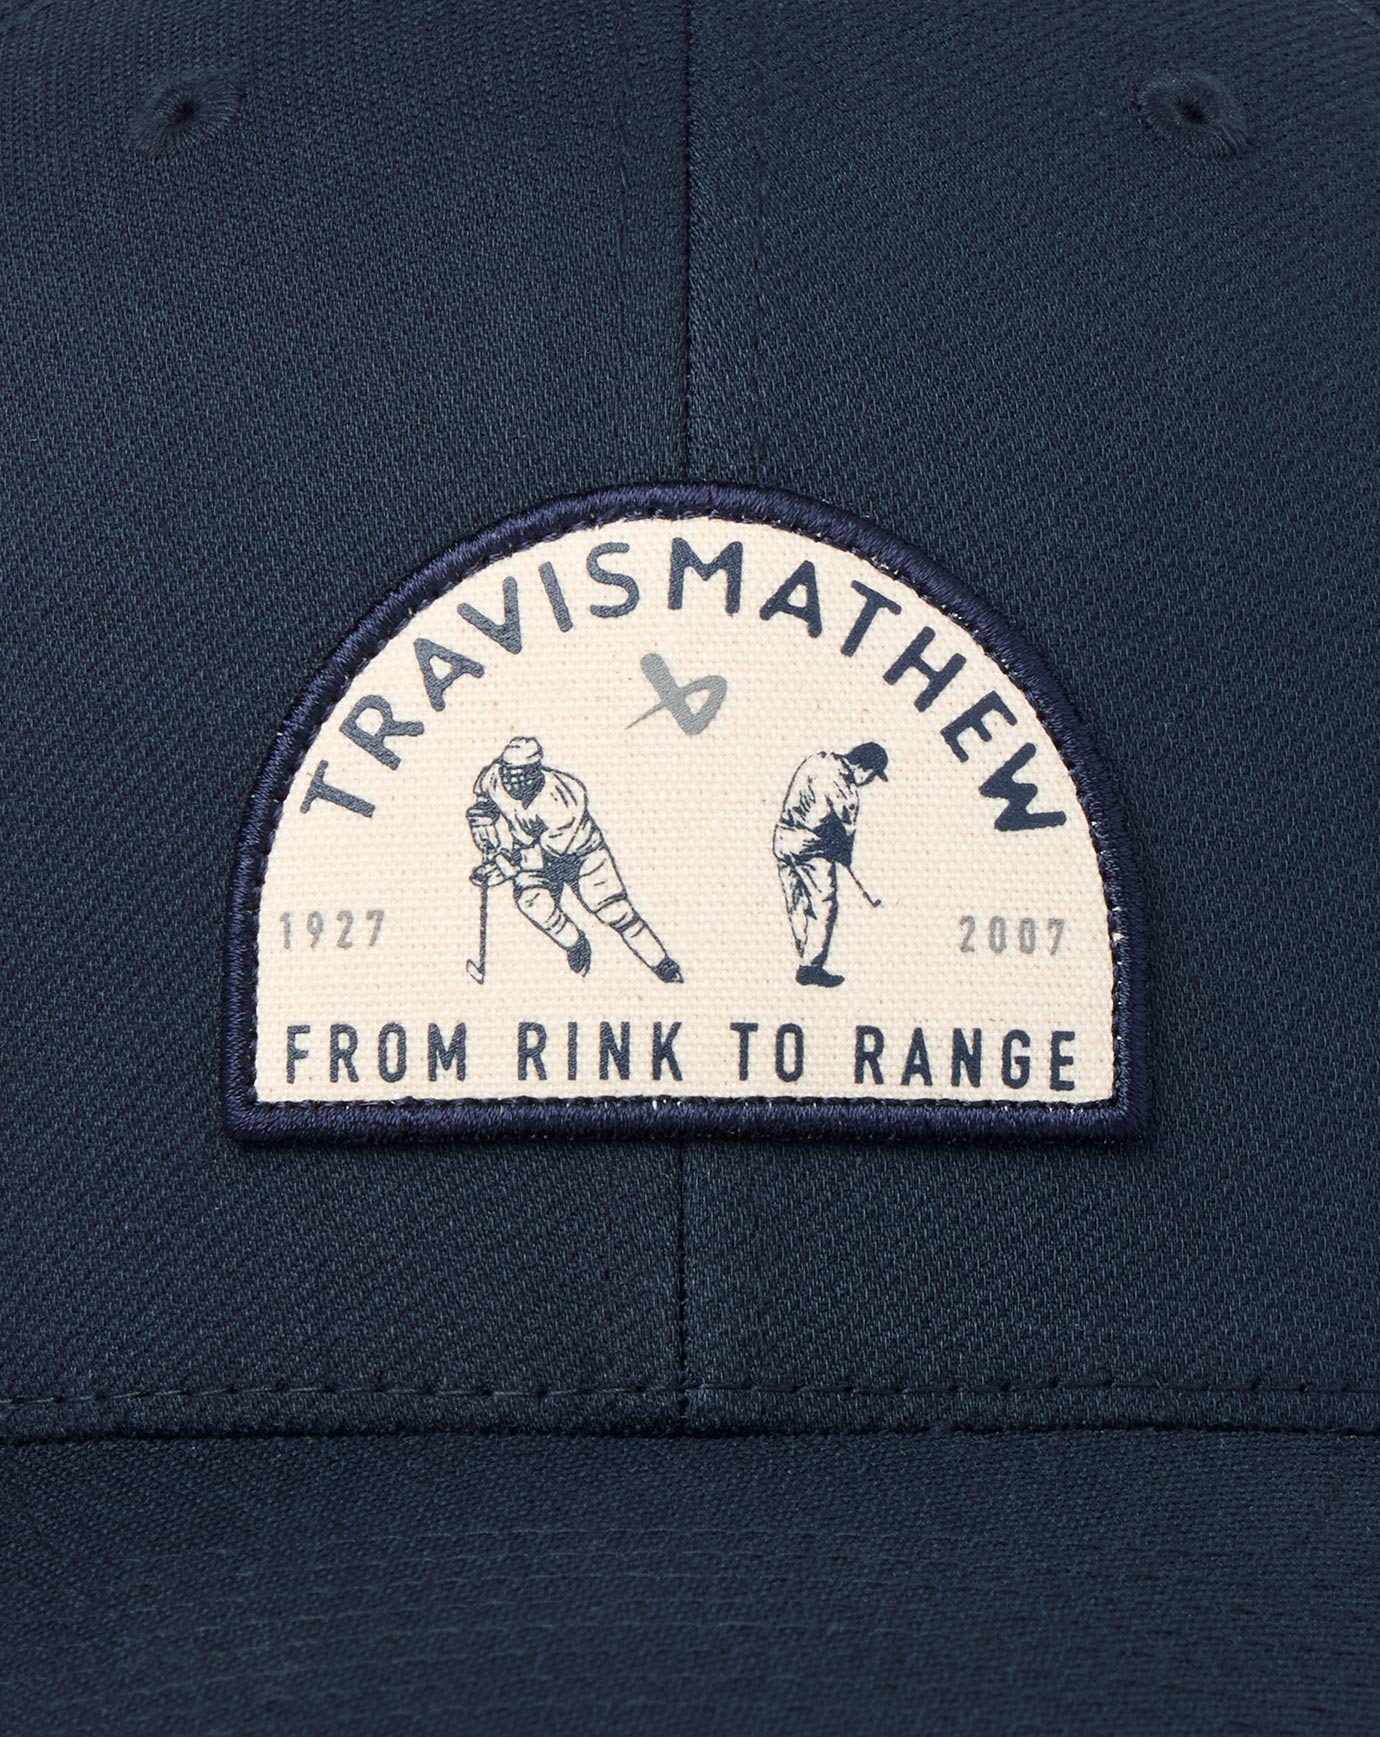 TRAVISMATHEW
1927
2007
FROM RINK TO RANGE